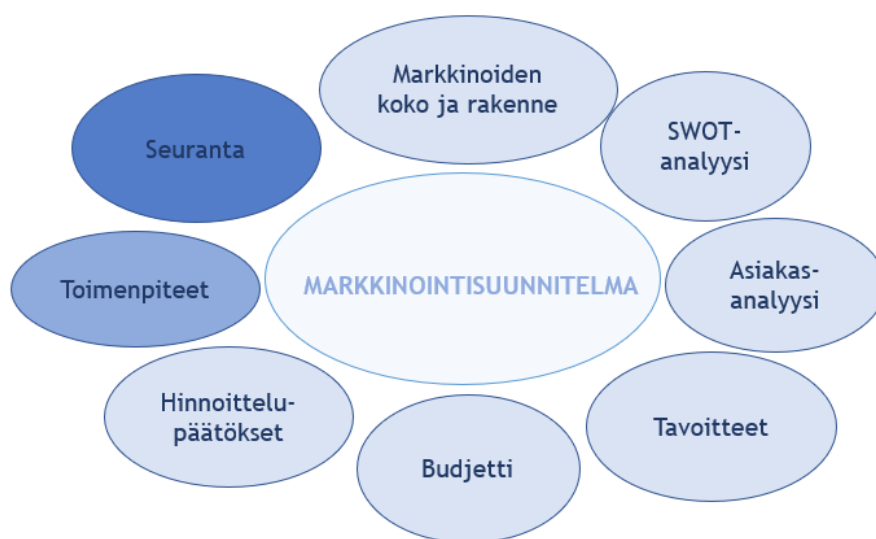 Markkinoiden
koko ja rakenne
SWOT-
analyysi
Seuranta
Asiakas-
analyysi
Toimenpiteet
MARKKINOINTISUUNNITELMA
Hinnoittelu-
päätökset
Tavoitteet
Budjetti